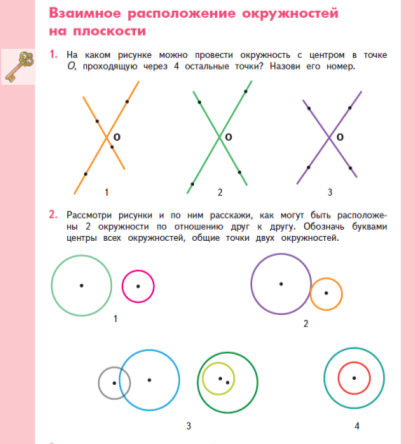 Взаимное расположение окружностей
на плоскости
1. На каком рисунке можно провести окружность с центром в точке
О, проходящую через 4 остальные точки? Назови его номер.
О О О
1 2 3
2. Рассмотри рисунки и по ним расскажи, как могут быть расположе-
ны 2 окружности по отношению друг к другу. Обозначь буквами
центры всех окружностей, общие точки двух окружностей.
1 2
3 4